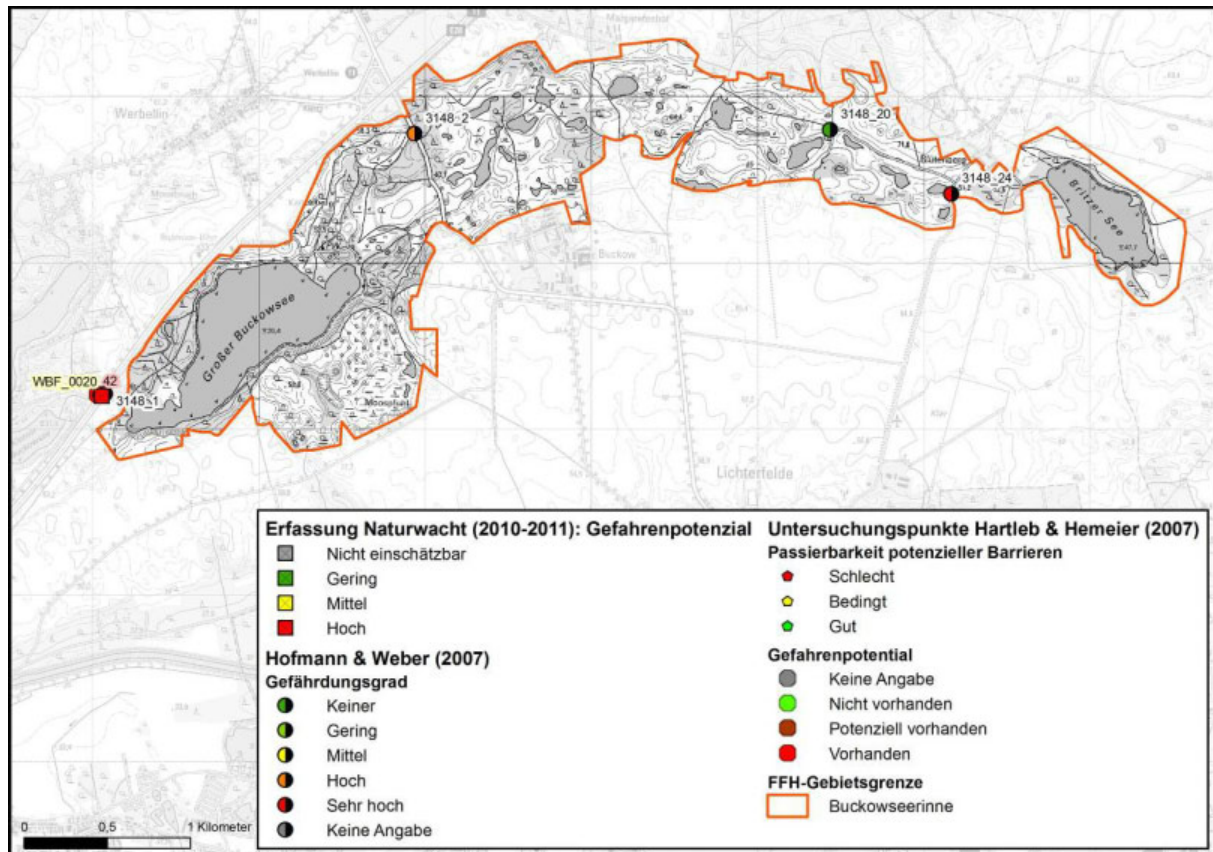 Werbellin
Buckow
Lichterfelde
3148_2
3148_20
3148_24
Britzer See
Großer Buckowsee
WBF_0020_42
3148_1
Erfassung Naturwacht (2010-2011): Gefahrenpotenzial
Nicht einschätzbar
Gering
Mittel
Hoch
Hofmann & Weber (2007)
Gefährdungsgrad
Keiner
Gering
Mittel
Hoch
Sehr hoch
Keine Angabe
Untersuchungspunkte Hartleb & Hemeier (2007)
Passierbarkeit potenzieller Barrieren
Schlecht
Bedingt
Gut
Gefahrenpotential
Keine Angabe
Nicht vorhanden
Potenziell vorhanden
Vorhanden
FFH-Gebietsgrenze
Buckowseerinne
0 0,5 1 Kilometer